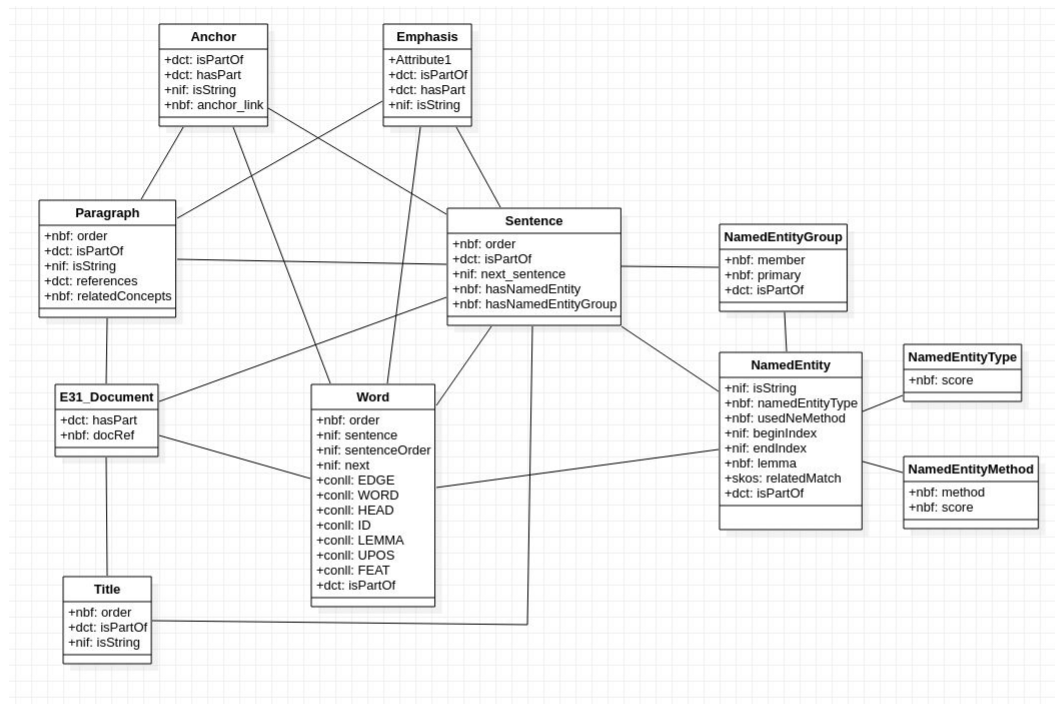 Anchor
+dct: isPartOf
+dct: hasPart
+nif: isString
+nbf: anchor_link
Emphasis
+Attribute1
+dct: isPartOf
+dct: hasPart
+nif: isString
Paragraph
+nbf: order
+dct: isPartOf
+nif: isString
+dct: references
+nbf: relatedConcepts
Sentence
+nbf: order
+dct: isPartOf
+nif: next_sentence
+nbf: hasNamedEntity
+nbf: hasNamedEntityGroup
NamedEntityGroup
+nbf: member
+nbf: primary
+dct: isPartOf
E31_Document
+dct: hasPart
+nbf: docRef
Word
+nbf: order
+nif: sentence
+nif: sentenceOrder
+nif: next
+conll: EDGE
+conll: WORD
+conll: HEAD
+conll: ID
+conll: LEMMA
+conll: UPOS
+conll: FEAT
+dct: isPartOf
NamedEntity
+nif: isString
+nbf: namedEntityType
+nbf: usedNeMethod
+nif: beginIndex
+nif: endIndex
+nbf: lemma
+skos: relatedMatch
+dct: isPartOf
NamedEntityType
+nbf: score
NamedEntityMethod
+nbf: method
+nbf: score
Title
+nbf: order
+dct: isPartOf
+nif: isString